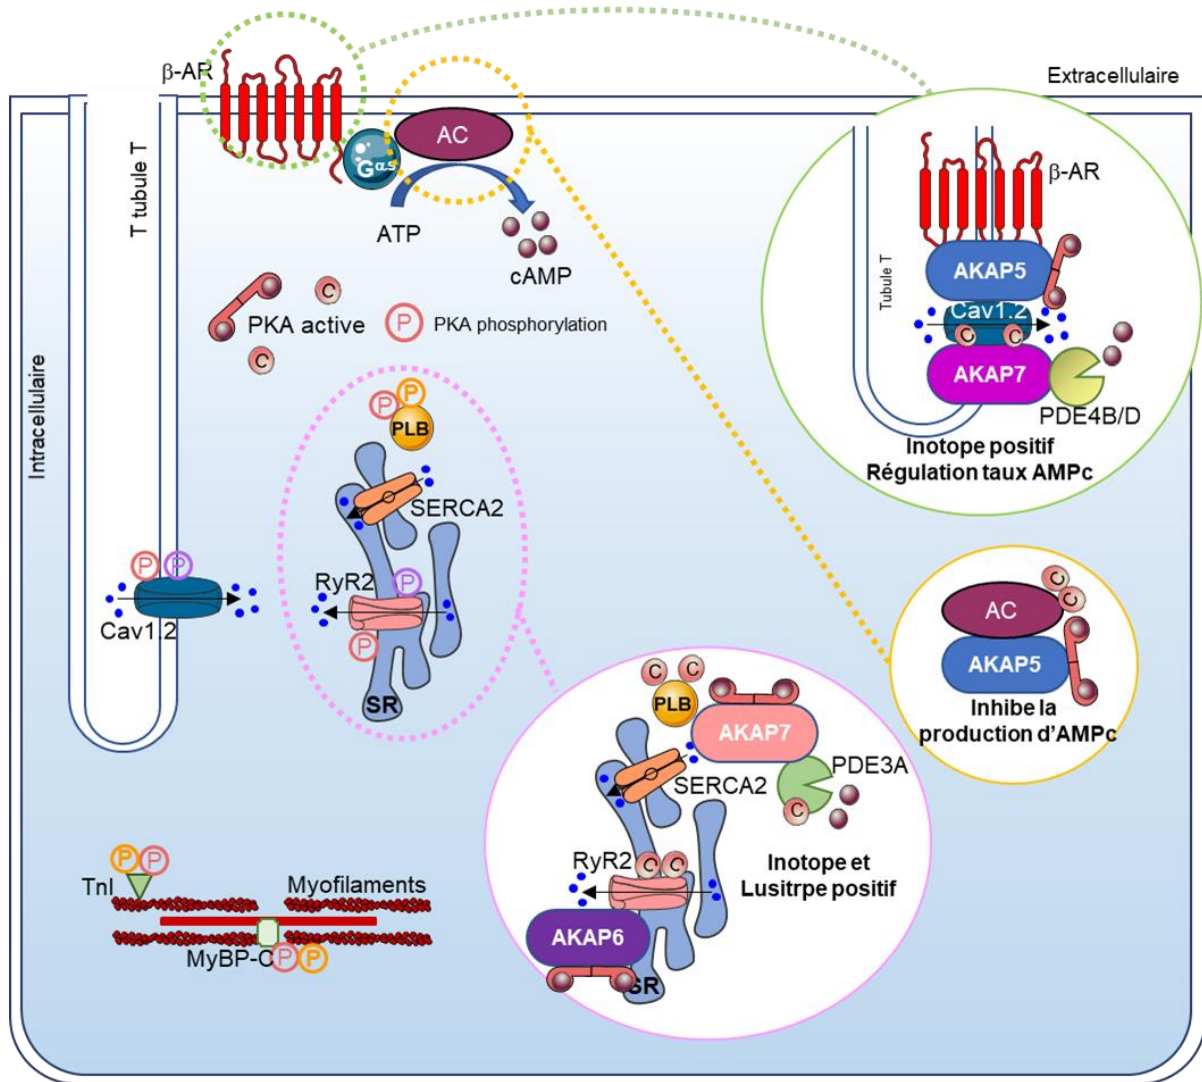 β-AR
Extracellulaire
T tubule T
AC
Gαs
ATP
cAMP
C
PKA active
C
P
PKA phosphorylation
Intracellulaire
P
P
PLB
SERCA2
P
P
Cav1.2
RyR2
P
P
SR
TnI
P
P
Myofilaments
MyBP-C
P
P
β-AR
Tubule T
AKAP5
Cav1.2
C
C
AKAP7
PDE4B/D
Inotope positif
Régulation taux AMPc
AC
C
C
AKAP5
Inhibe la
production d'AMPc
C
C
PLB
AKAP7
SERCA2
PDE3A
C
RyR2
C
C
Inotope et
Lusitrpe positif
AKAP6
SR